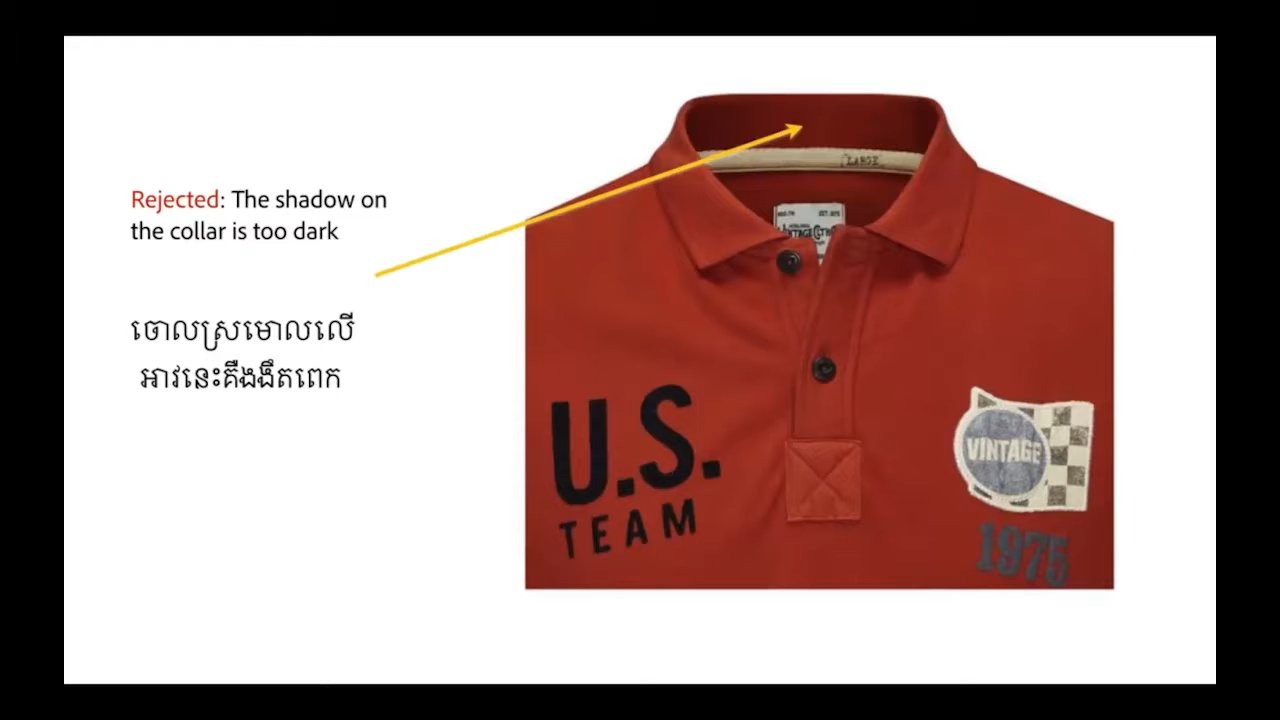 Rejected: The shadow on
the collar is too dark
ចោលស្រមោលលើ
អាវនេះគឺងងឹតពេក
LARGE
VINTAGE
U.S.
TEAM
VINTAGE
1975